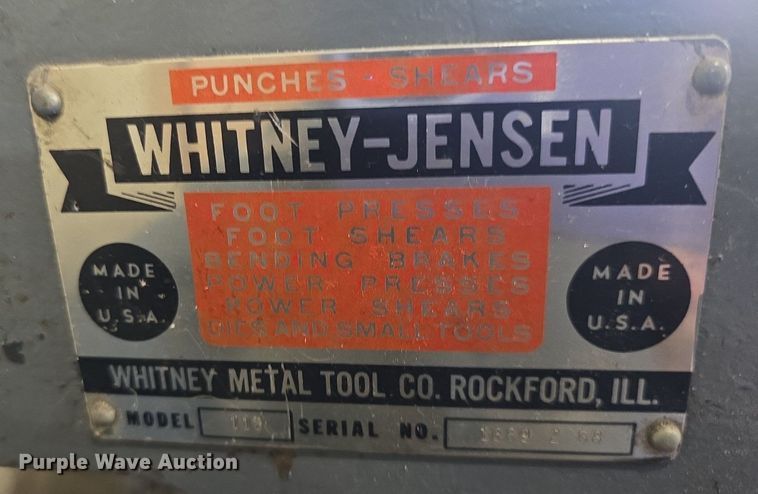 PUNCHES - SHEARS
WHITNEY-JENSEN
FOOT PRESSES
FOOT SHEARS
BENDING BRAKES
POWER PRESSES
POWER SHEARS
DIES AND SMALL TOOLS
MADE
IN
U.S.A.
MADE
IN
U.S.A.
WHITNEY METAL TOOL CO. ROCKFORD, ILL.
MODEL SERIAL NO.
Purple Wave Auction